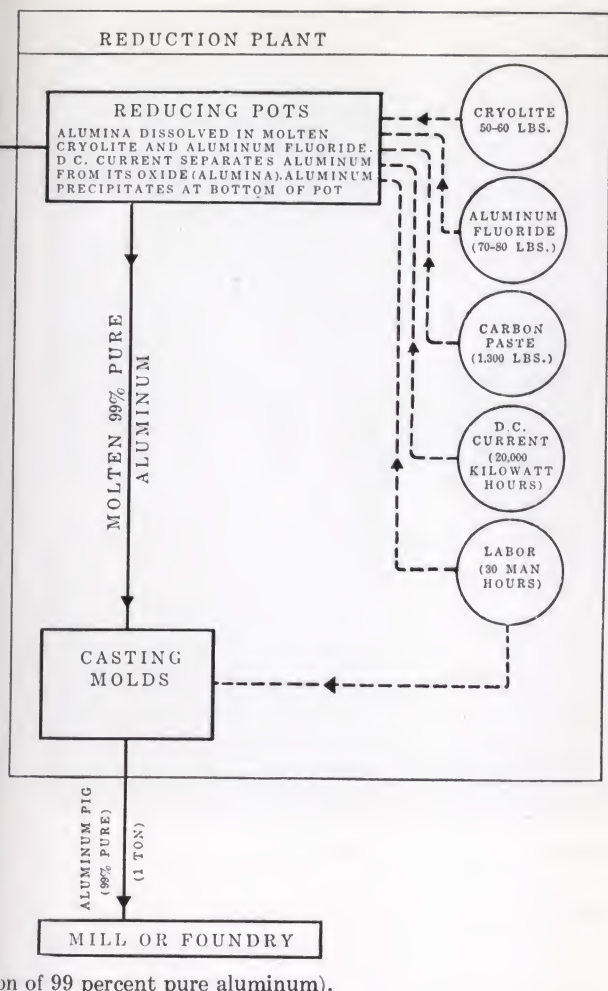 REDUCTION PLANT
REDUCING POTS
ALUMINA DISSOLVED IN MOLTEN
CRYOLITE AND ALUMINUM FLUORIDE.
D.C. CURRENT SEPARATES ALUMINUM
FROM ITS OXIDE (ALUMINA). ALUMINUM
PRECIPITATES AT BOTTOM OF POT
CRYOLITE
50-60 LBS.
ALUMINUM
FLUORIDE
(70-80 LBS.)
CARBON
PASTE
(1,300 LBS.)
D.C.
CURRENT
(20,000
KILOWATT
HOURS)
LABOR
(30 MAN
HOURS)
MOLTEN 99% PURE
ALUMINUM
CASTING
MOLDS
ALUMINUM PIG
(99% PURE)
(1 TON)
MILL OR FOUNDRY
on of 99 percent pure aluminum).